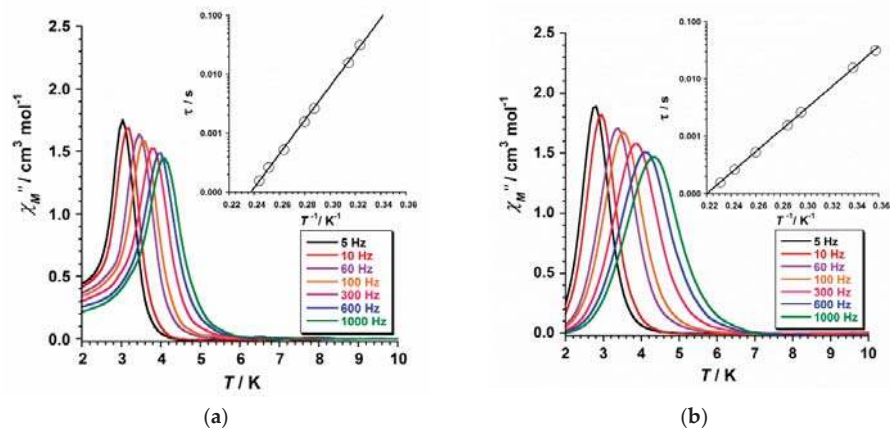 0.100
0.010
0.001
0.000
τ / s
0.22 0.24 0.26 0.28 0.30 0.32 0.34 0.36
T⁻¹/ K⁻¹
2.5
2.0
1.5
1.0
0.5
0.0
χM'' / cm³ mol⁻¹
5 Hz
10 Hz
60 Hz
100 Hz
300 Hz
600 Hz
1000 Hz
2 3 4 5 6 7 8 9 10
T / K
(a)
0.100
0.010
0.001
0.000
τ / s
0.22 0.24 0.26 0.28 0.30 0.32 0.34 0.36
T⁻¹/ K⁻¹
2.5
2.0
1.5
1.0
0.5
0.0
χM'' / cm³ mol⁻¹
5 Hz
10 Hz
60 Hz
100 Hz
300 Hz
600 Hz
1000 Hz
2 3 4 5 6 7 8 9 10
T / K
(b)